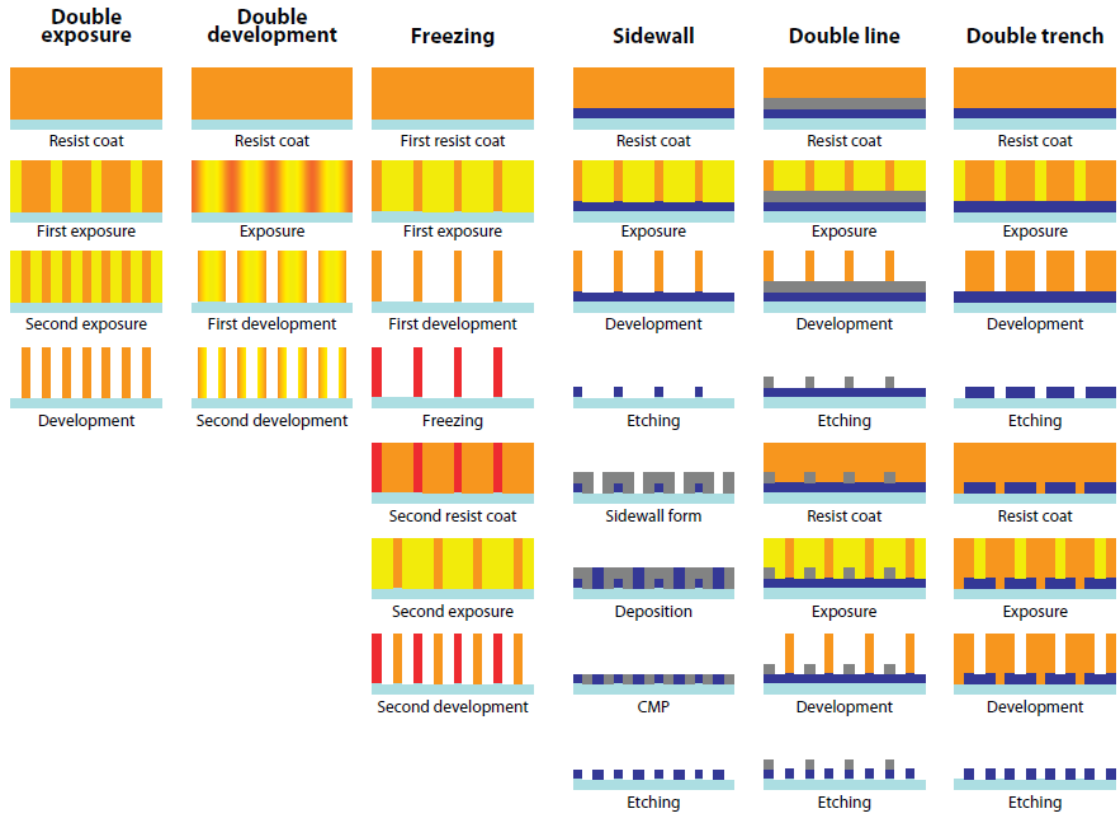 Double
exposure
Double
development
Freezing
Sidewall
Double line
Double trench
Resist coat
Resist coat
First resist coat
Resist coat
Resist coat
Resist coat
First exposure
Exposure
First exposure
Exposure
Exposure
Exposure
Second exposure
First development
First development
Development
Development
Development
Development
Second development
Freezing
Etching
Etching
Etching
Second resist coat
Sidewall form
Resist coat
Resist coat
Second exposure
Deposition
Exposure
Exposure
Second development
CMP
Development
Development
Etching
Etching
Etching